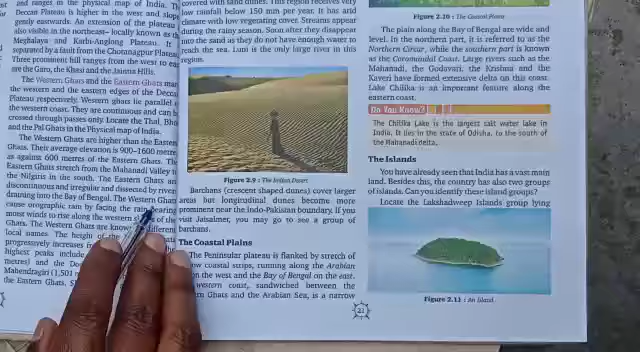 and ranges in the physical map of India. Th
Deccan Plateau is higher in the west and slope
gently eastwards. An extension of the plateau
also visible in the northeast– locally known as th
Meghalaya and Karbi-Anglong Plateau. It
separated by a fault from the Chotanagpur Plateau
Three prominent hill ranges from the west to eas
are the Garo, the Khasi and the Jaintia Hills.
The Western Ghats and the Eastern Ghats mar
the western and the eastern edges of the Decca
Plateau respectively. Western ghats lie parallel
the western coast. They are continuous and can b
crossed through passes only. Locate the Thal, Bho
and the Pal Ghats in the Physical map of India.
The Western Ghats are higher than the Easter
Ghats. Their average elevation is 900–1600 metre
as against 600 metres of the Eastern Ghats. Th
Eastern Ghats stretch from the Mahanadi Valley t
the Nilgiris in the south. The Eastern Ghats are
discontinuous and irregular and dissected by river
draining into the Bay of Bengal. The Western Ghat
cause orographic rain by facing the rain bearing
moist winds to rise along the western of the
Ghats. The Western Ghats are known different
local names. The height of the
progressively increases
highest peaks include
metres) and the Do
Mahendragiri (1,501
the Eastern Ghats.
covered with sand dunes. This region receives very
low rainfall below 150 mm per year. It has arid
climate with low vegetation cover. Streams appear
during the rainy season. Soon after they disappear
into the sand as they do not have enough water to
reach the sea. Luni is the only large river in this
region.
Figure 2.9 : The Indian Desert
Barchans (crescent shaped dunes) cover larger
areas but longitudinal dunes become more
prominent near the Indo-Pakistan boundary. If you
visit Jaisalmer, you may go to see a group of
barchans.
The Coastal Plains
The Peninsular plateau is flanked by stretch of
ow coastal strips, running along the Arabian
on the west and the Bay of Bengal on the east.
western coast, sandwiched between the
rn Ghats and the Arabian Sea, is a narrow
Figure 2.10 : The Coastal Plains
The plain along the Bay of Bengal are wide and
level. In the northern part, it is referred to as the
Northern Circar, while the southern part is known
as the Coromandal Coast. Large rivers such as the
Mahanadi, the Godavari, the Krishna and the
Kaveri have formed extensive delta on this coast.
Lake Chilika is an important feature along the
eastern coast.
Do You Know?
The Chilika Lake is the largest salt water lake in
India. It lies in the state of Odisha, to the south of
the Mahanadi delta.
The Islands
You have already seen that India has a vast main
land. Besides this, the country has also two groups
of islands. Can you identify these island groups?
Locate the Lakshadweep Islands group lying
Figure 2.11 : An Island